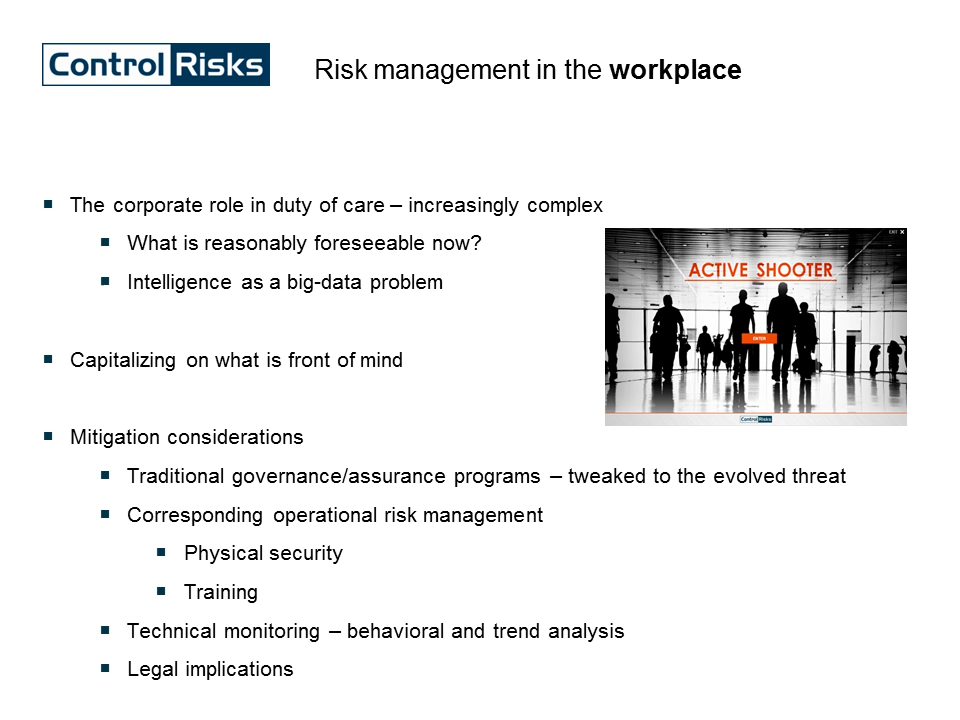 Control Risks
Risk management in the workplace
The corporate role in duty of care – increasingly complex
What is reasonably foreseeable now?
Intelligence as a big-data problem
EXIT ✕
ACTIVE SHOOTER
ENTER
Control Risks
Capitalizing on what is front of mind
Mitigation considerations
Traditional governance/assurance programs – tweaked to the evolved threat
Corresponding operational risk management
Physical security
Training
Technical monitoring – behavioral and trend analysis
Legal implications